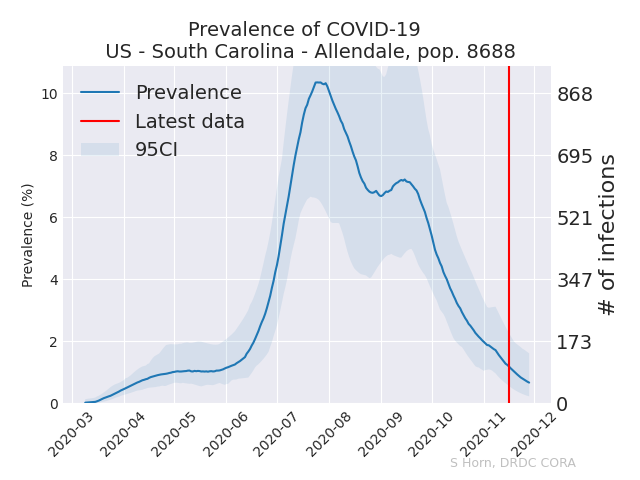 Prevalence of COVID-19
US - South Carolina - Allendale, pop. 8688
Prevalence
Latest data
95CI
Prevalence (%)
10
8
6
4
2
0
868
695
521
347
173
0
# of infections
2020-03
2020-04
2020-05
2020-06
2020-07
2020-08
2020-09
2020-10
2020-11
2020-12
S Horn, DRDC CORA